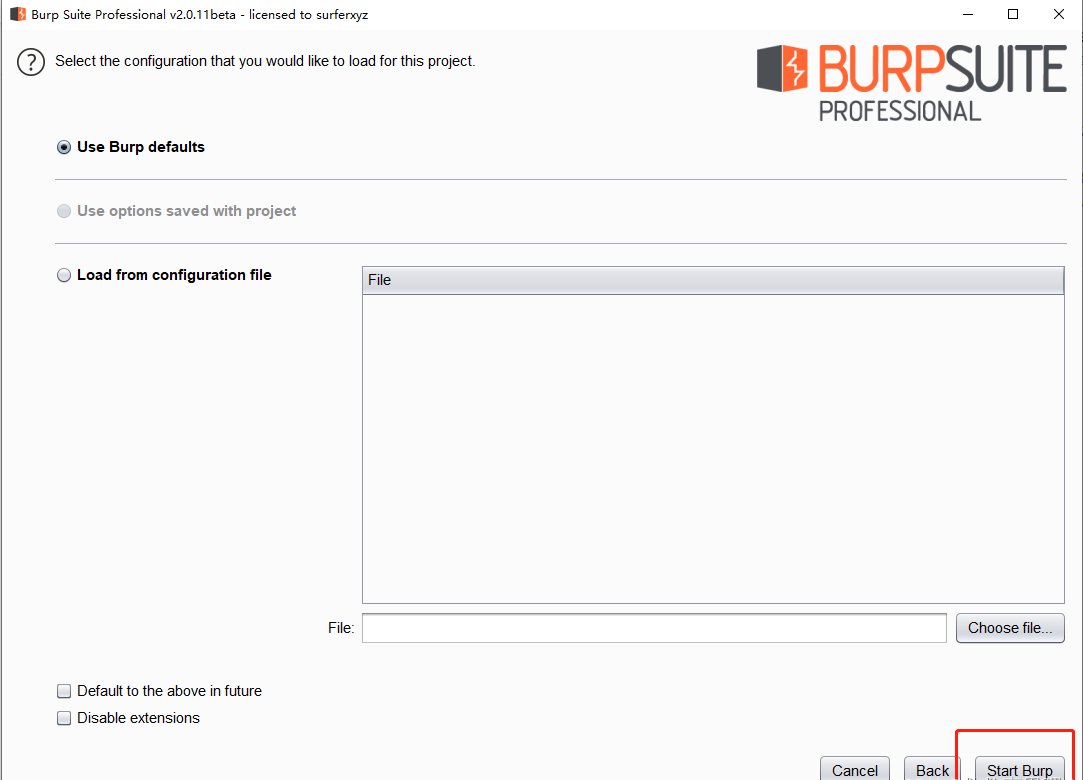 Burp Suite Professional v2.0.11beta - licensed to surferxyz
? Select the configuration that you would like to load for this project.
BURPSUITE
PROFESSIONAL
Use Burp defaults
Use options saved with project
Load from configuration file
File
File:
Choose file...
Default to the above in future
Disable extensions
Cancel
Back
Start Burp